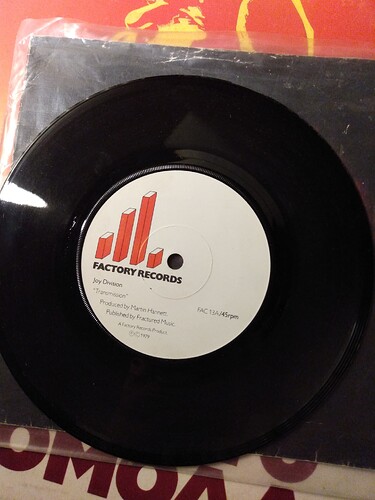 FACTORY RECORDS
Joy Division
"Transmission"
Produced by Martin Hannett.
Published by Fractured Music.
A Factory Records Product
Ⓟ Ⓒ 1979
FAC 13A/45rpm